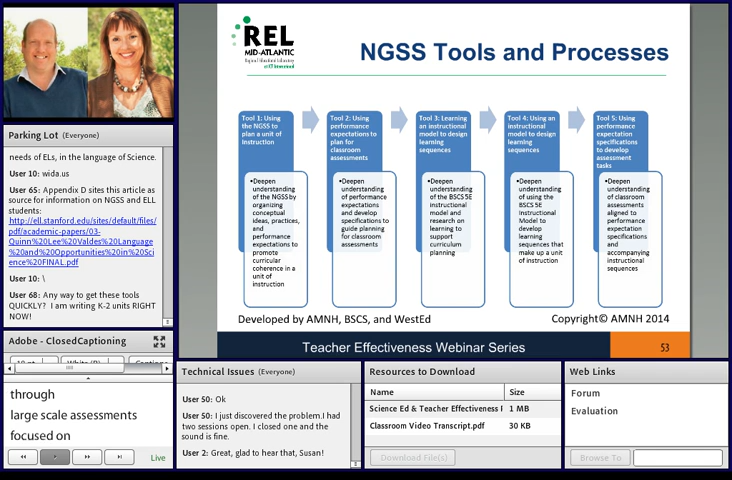 REL
MID-ATLANTIC
Regional Educational Laboratory
At ICF International
NGSS Tools and Processes
Tool 1: Using
the NGSS to
plan a unit of
instruction
•Deepen
understanding
of the NGSS by
organizing
conceptual
ideas, practices,
and
performance
expectations to
promote
curricular
coherence in a
unit of
instruction
Tool 2: Using
performance
expectations to
plan for
classroom
assessments
•Deepen
understanding
of performance
expectations
and develop
specifications to
guide planning
for classroom
assessments
Tool 3: Learning
an instructional
model to design
learning
sequences
•Deepen
understanding
of the BSCS 5E
instructional
model and
research on
learning to
support
curriculum
planning
Tool 4: Using an
instructional
model to design
learning
sequences
•Deepen
understanding
of using the
BSCS 5E
Instructional
Model to
develop
learning
sequences that
make up a unit
of instruction
Tool 5: Using
performance
expectation
specifications
to develop
assessment
tasks
•Deepen
understanding
of classroom
assessments
aligned to
performance
expectation
specifications
and
accompanying
instructional
sequences
Developed by AMNH, BSCS, and WestEd
Copyright© AMNH 2014
Teacher Effectiveness Webinar Series
53
Parking Lot (Everyone)
needs of ELs, in the language of Science.
User 10: wida.us
User 65: Appendix D sites this article as
source for information on NGSS and ELL
students:
http://ell.stanford.edu/sites/default/files/
pdf/academic-papers/03-
Quinn%20Lee%20Valdes%20Language
%20and%20Opportunities%20in%20Sci
ence%20FINAL.pdf
User 10: \
User 68: Any way to get these tools
QUICKLY? I am writing K-2 units RIGHT
NOW!
Adobe - ClosedCaptioning
through
large scale assessments
focused on
Live
Technical Issues (Everyone)
User 50: Ok
User 50: I just discovered the problem.I had
two sessions open. I closed one and the
sound is fine.
User 2: Great, glad to hear that, Susan!
Resources to Download
Name Size
Science Ed & Teacher Effectiveness 1 MB
Classroom Video Transcript.pdf 30 KB
Download File(s)
Web Links
Forum
Evaluation
Browse To